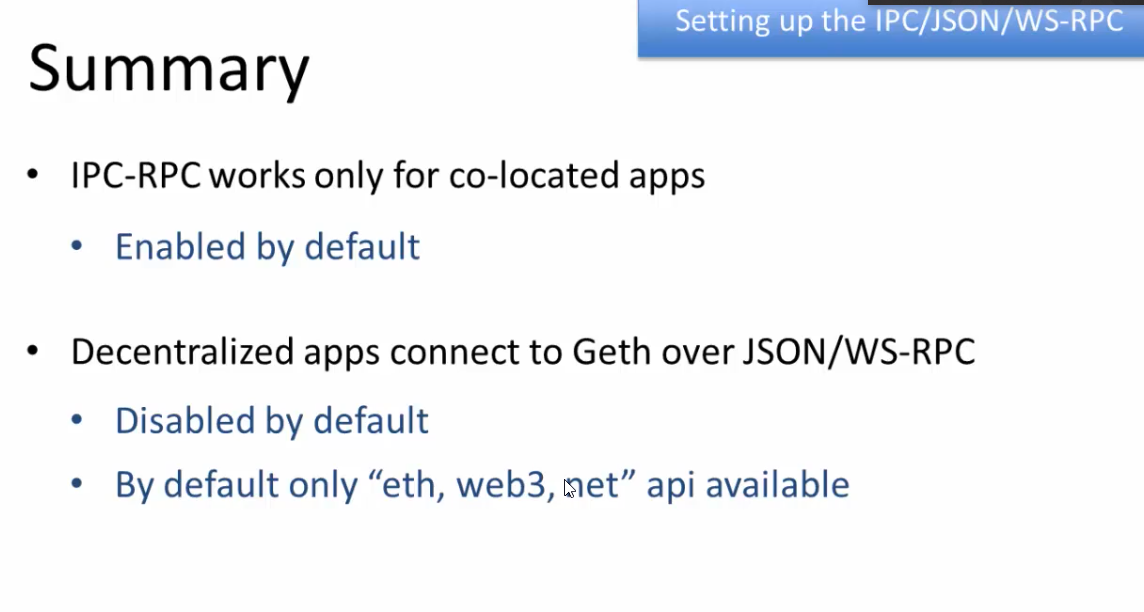 Setting up the IPC/JSON/WS-RPC
Summary
• IPC-RPC works only for co-located apps
• Enabled by default
• Decentralized apps connect to Geth over JSON/WS-RPC
• Disabled by default
• By default only “eth, web3, net” api available